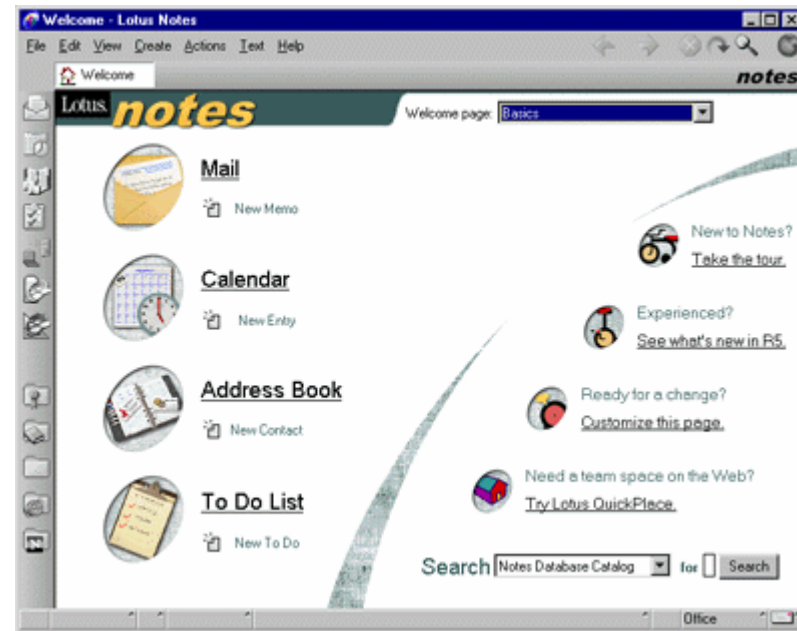 Welcome - Lotus Notes
File Edit View Create Actions Text Help
Welcome
notes
Lotus notes
Welcome page: Basics
Mail
New Memo
Calendar
New Entry
Address Book
New Contact
To Do List
New To Do
New to Notes?
Take the tour.
Experienced?
See what's new in R5.
Ready for a change?
Customize this page.
Need a team space on the Web?
Try Lotus QuickPlace.
Search Notes Database Catalog for Search
Office